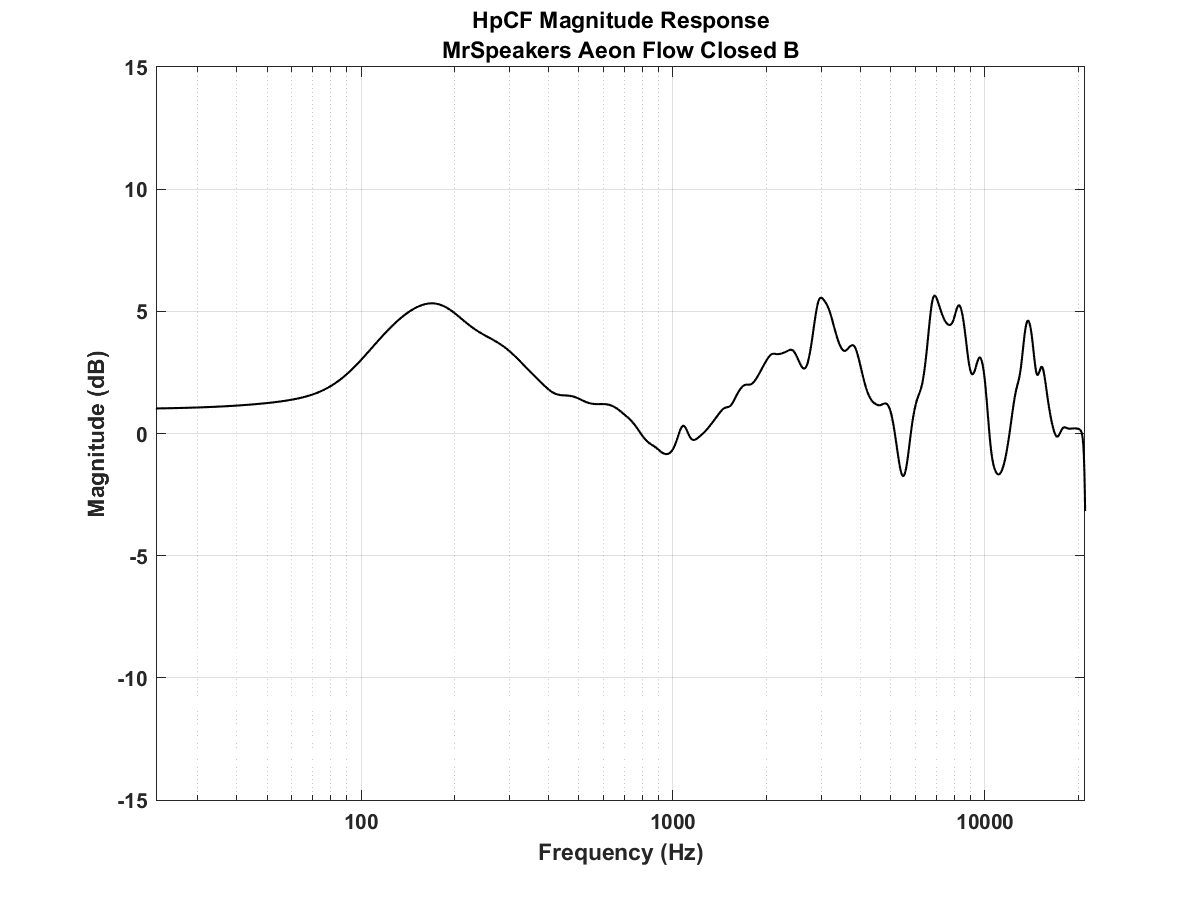 HpCF Magnitude Response
MrSpeakers Aeon Flow Closed B
15
10
5
0
-5
-10
-15
Magnitude (dB)
100
1000
10000
Frequency (Hz)